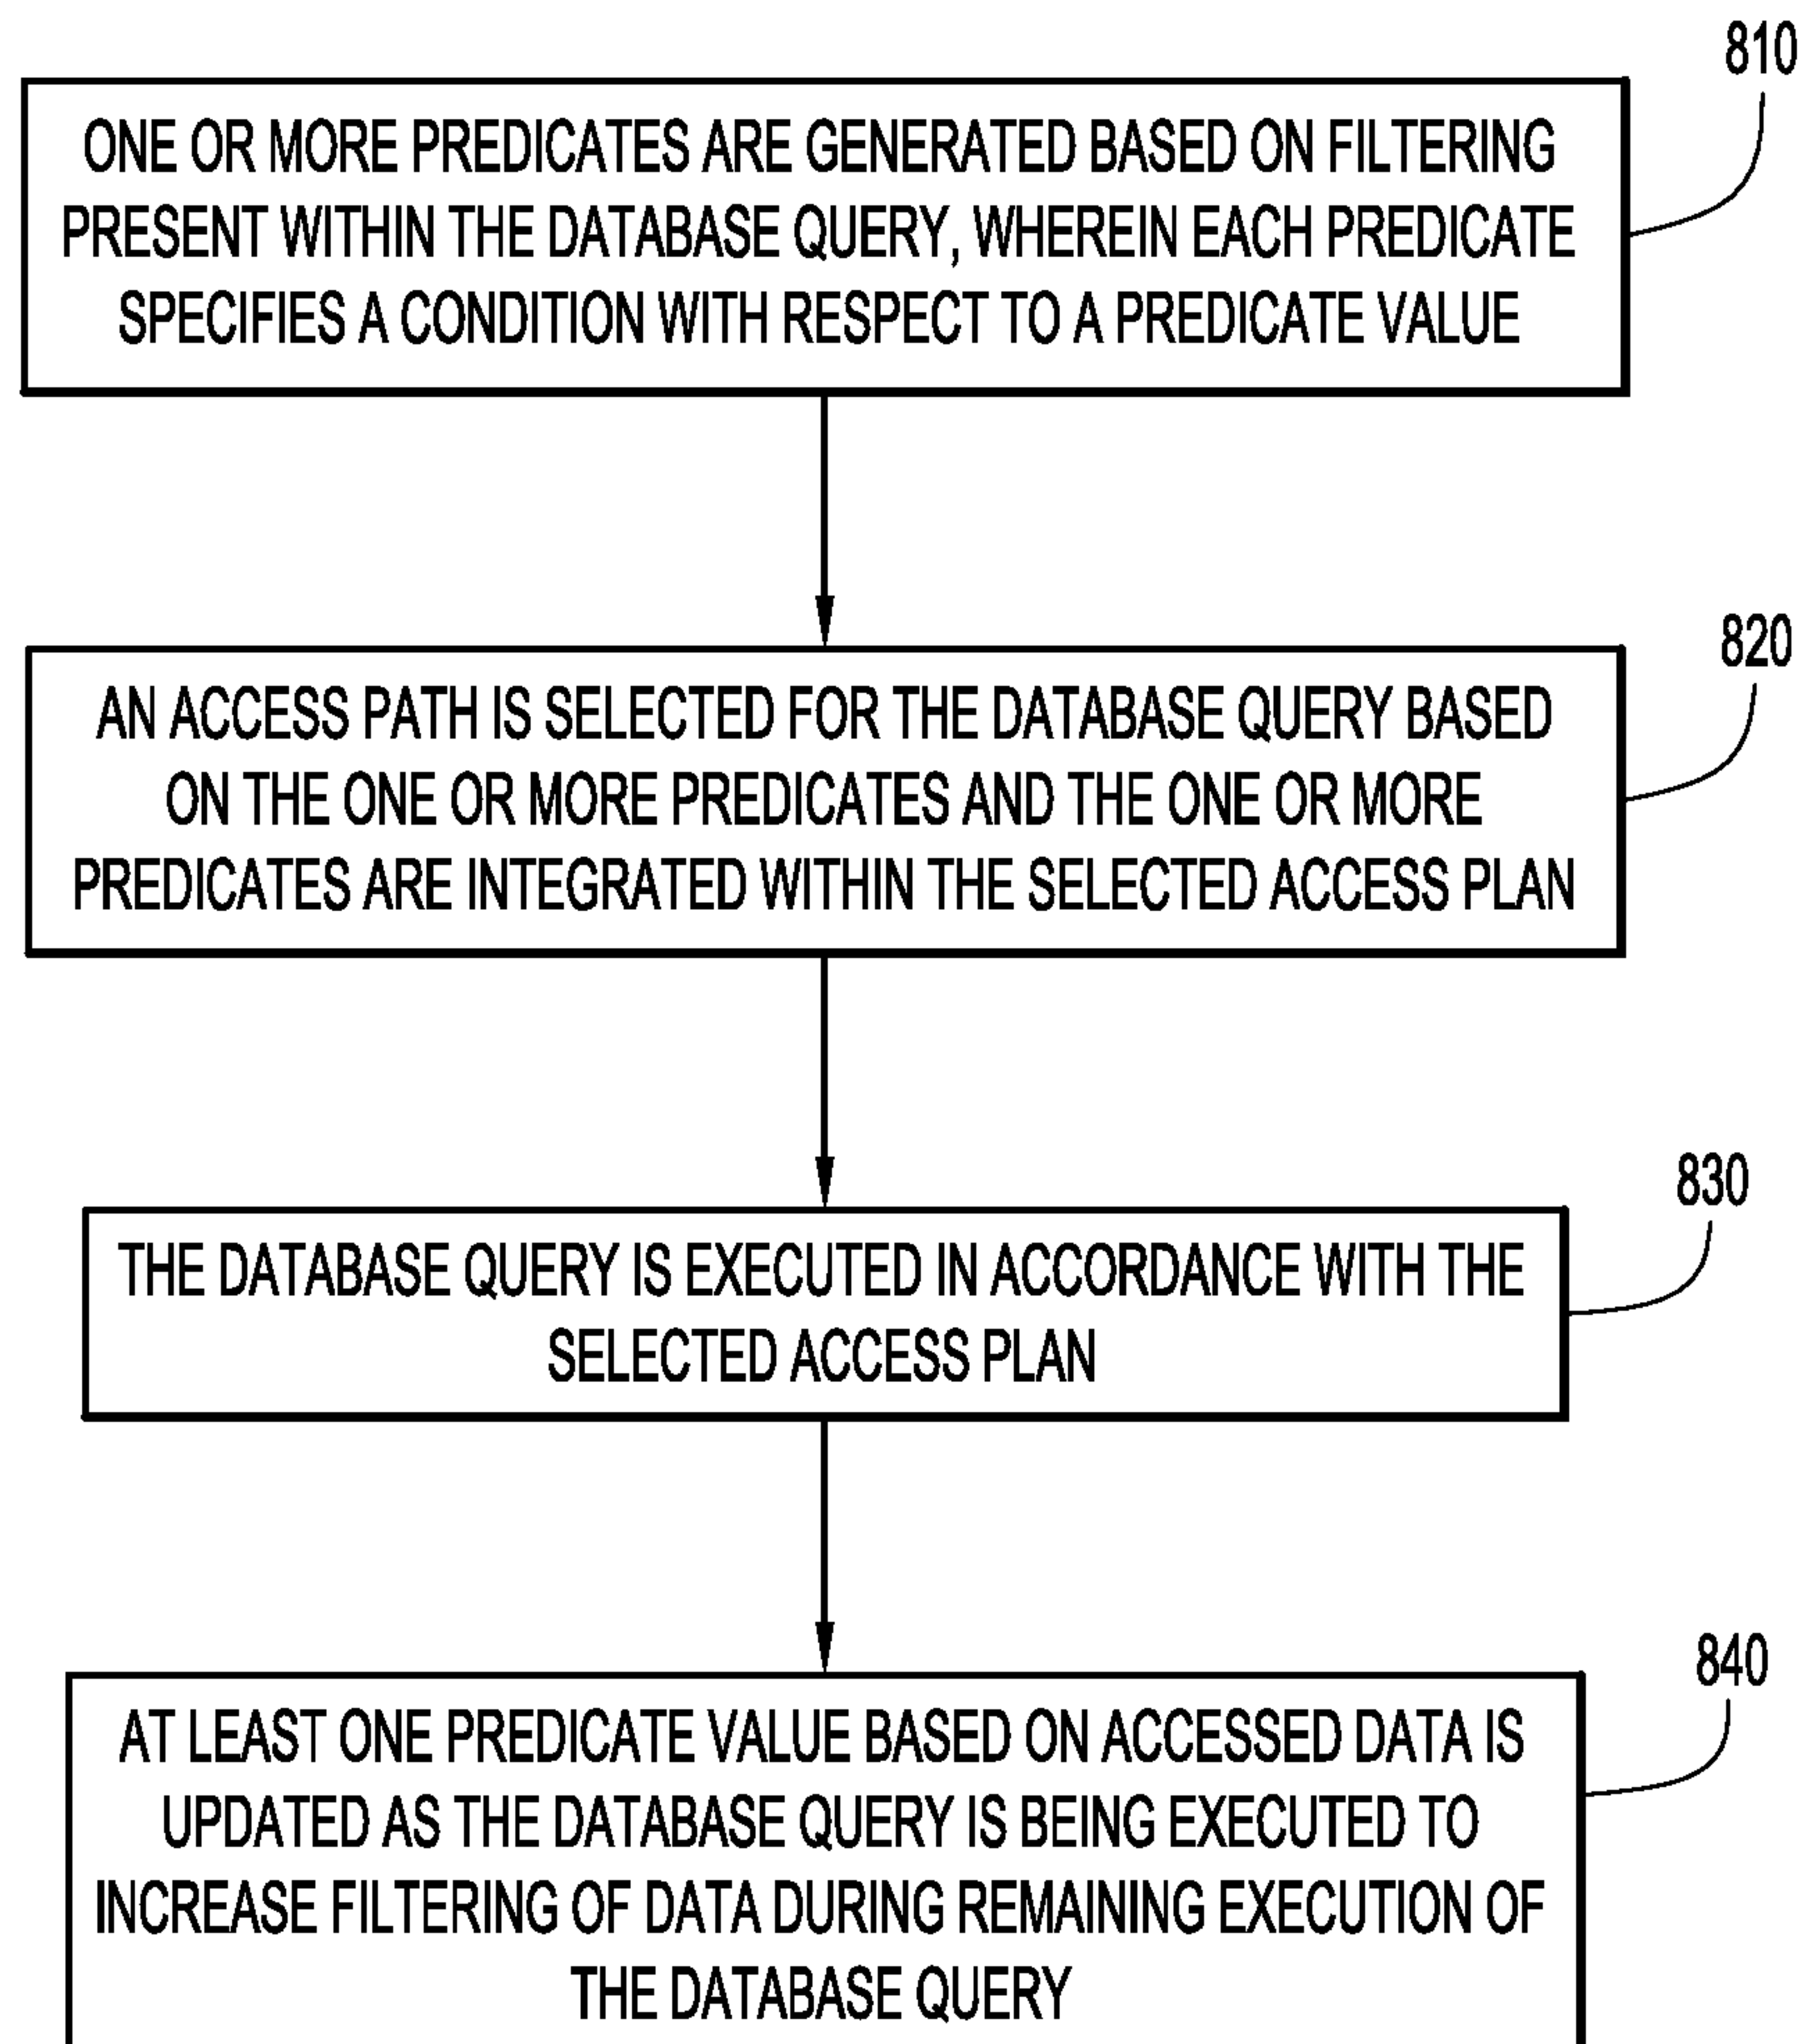 810
ONE OR MORE PREDICATES ARE GENERATED BASED ON FILTERING
PRESENT WITHIN THE DATABASE QUERY, WHEREIN EACH PREDICATE
SPECIFIES A CONDITION WITH RESPECT TO A PREDICATE VALUE
820
AN ACCESS PATH IS SELECTED FOR THE DATABASE QUERY BASED
ON THE ONE OR MORE PREDICATES AND THE ONE OR MORE
PREDICATES ARE INTEGRATED WITHIN THE SELECTED ACCESS PLAN
830
THE DATABASE QUERY IS EXECUTED IN ACCORDANCE WITH THE
SELECTED ACCESS PLAN
840
AT LEAST ONE PREDICATE VALUE BASED ON ACCESSED DATA IS
UPDATED AS THE DATABASE QUERY IS BEING EXECUTED TO
INCREASE FILTERING OF DATA DURING REMAINING EXECUTION OF
THE DATABASE QUERY